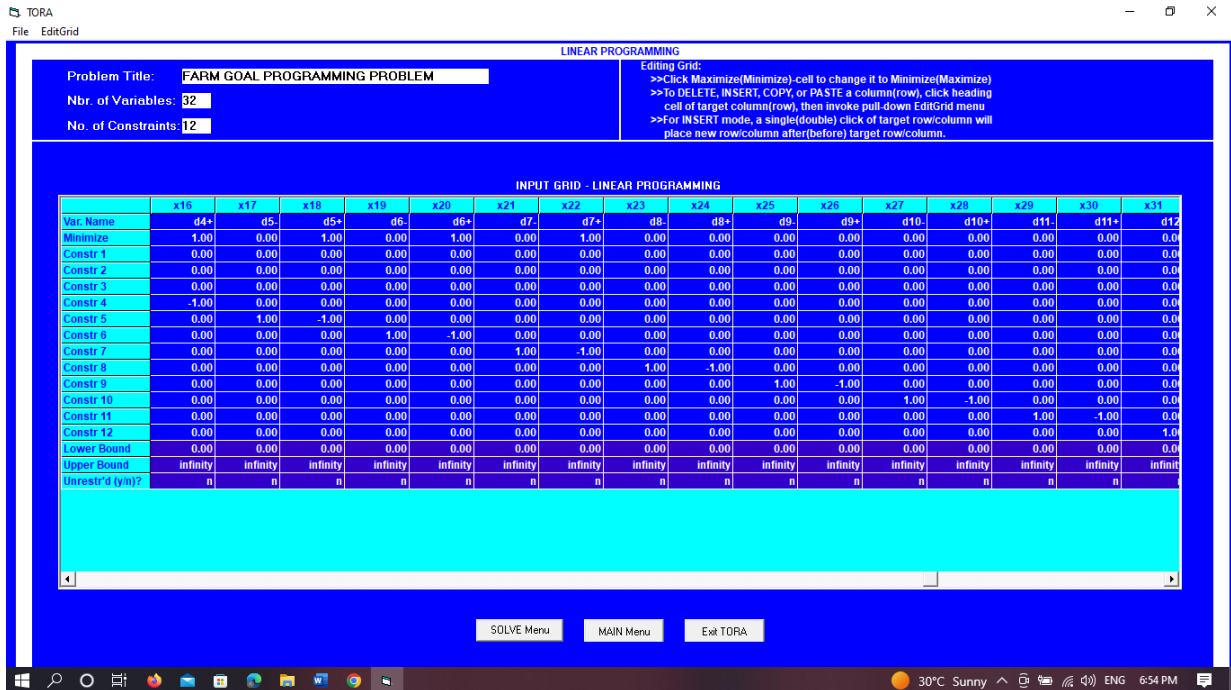 TORA
File EditGrid
LINEAR PROGRAMMING
Problem Title: FARM GOAL PROGRAMMING PROBLEM
Nbr. of Variables: 32
No. of Constraints: 12
Editing Grid:
>>Click Maximize(Minimize)-cell to change it to Minimize(Maximize)
>>To DELETE, INSERT, COPY, or PASTE a column(row), click heading
cell of target column(row), then invoke pull-down EditGrid menu
>>For INSERT mode, a single(double) click of target row/column will
place new row/column after(before) target row/column.
INPUT GRID - LINEAR PROGRAMMING
x16 x17 x18 x19 x20 x21 x22 x23 x24 x25 x26 x27 x28 x29 x30 x31
Var. Name d4+ d5- d5+ d6- d6+ d7- d7+ d8- d8+ d9- d9+ d10- d10+ d11- d11+ d12
Minimize 1.00 0.00 1.00 0.00 1.00 0.00 1.00 0.00 0.00 0.00 0.00 0.00 0.00 0.00 0.00 0.0
Constr 1 0.00 0.00 0.00 0.00 0.00 0.00 0.00 0.00 0.00 0.00 0.00 0.00 0.00 0.00 0.00 0.0
Constr 2 0.00 0.00 0.00 0.00 0.00 0.00 0.00 0.00 0.00 0.00 0.00 0.00 0.00 0.00 0.00 0.0
Constr 3 0.00 0.00 0.00 0.00 0.00 0.00 0.00 0.00 0.00 0.00 0.00 0.00 0.00 0.00 0.00 0.0
Constr 4 -1.00 0.00 0.00 0.00 0.00 0.00 0.00 0.00 0.00 0.00 0.00 0.00 0.00 0.00 0.00 0.0
Constr 5 0.00 1.00 -1.00 0.00 0.00 0.00 0.00 0.00 0.00 0.00 0.00 0.00 0.00 0.00 0.00 0.0
Constr 6 0.00 0.00 0.00 1.00 -1.00 0.00 0.00 0.00 0.00 0.00 0.00 0.00 0.00 0.00 0.00 0.0
Constr 7 0.00 0.00 0.00 0.00 0.00 1.00 -1.00 0.00 0.00 0.00 0.00 0.00 0.00 0.00 0.00 0.0
Constr 8 0.00 0.00 0.00 0.00 0.00 0.00 0.00 1.00 -1.00 0.00 0.00 0.00 0.00 0.00 0.00 0.0
Constr 9 0.00 0.00 0.00 0.00 0.00 0.00 0.00 0.00 0.00 1.00 -1.00 0.00 0.00 0.00 0.00 0.0
Constr 10 0.00 0.00 0.00 0.00 0.00 0.00 0.00 0.00 0.00 0.00 0.00 1.00 -1.00 0.00 0.00 0.0
Constr 11 0.00 0.00 0.00 0.00 0.00 0.00 0.00 0.00 0.00 0.00 0.00 0.00 0.00 1.00 -1.00 0.0
Constr 12 0.00 0.00 0.00 0.00 0.00 0.00 0.00 0.00 0.00 0.00 0.00 0.00 0.00 0.00 0.00 1.0
Lower Bound 0.00 0.00 0.00 0.00 0.00 0.00 0.00 0.00 0.00 0.00 0.00 0.00 0.00 0.00 0.00 0.0
Upper Bound infinity infinity infinity infinity infinity infinity infinity infinity infinity infinity infinity infinity infinity infinity infinity infinit
Unrestr'd (y/n)? n n n n n n n n n n n n n n n
SOLVE Menu MAIN Menu Exit TORA
30°C Sunny ENG 6:54 PM